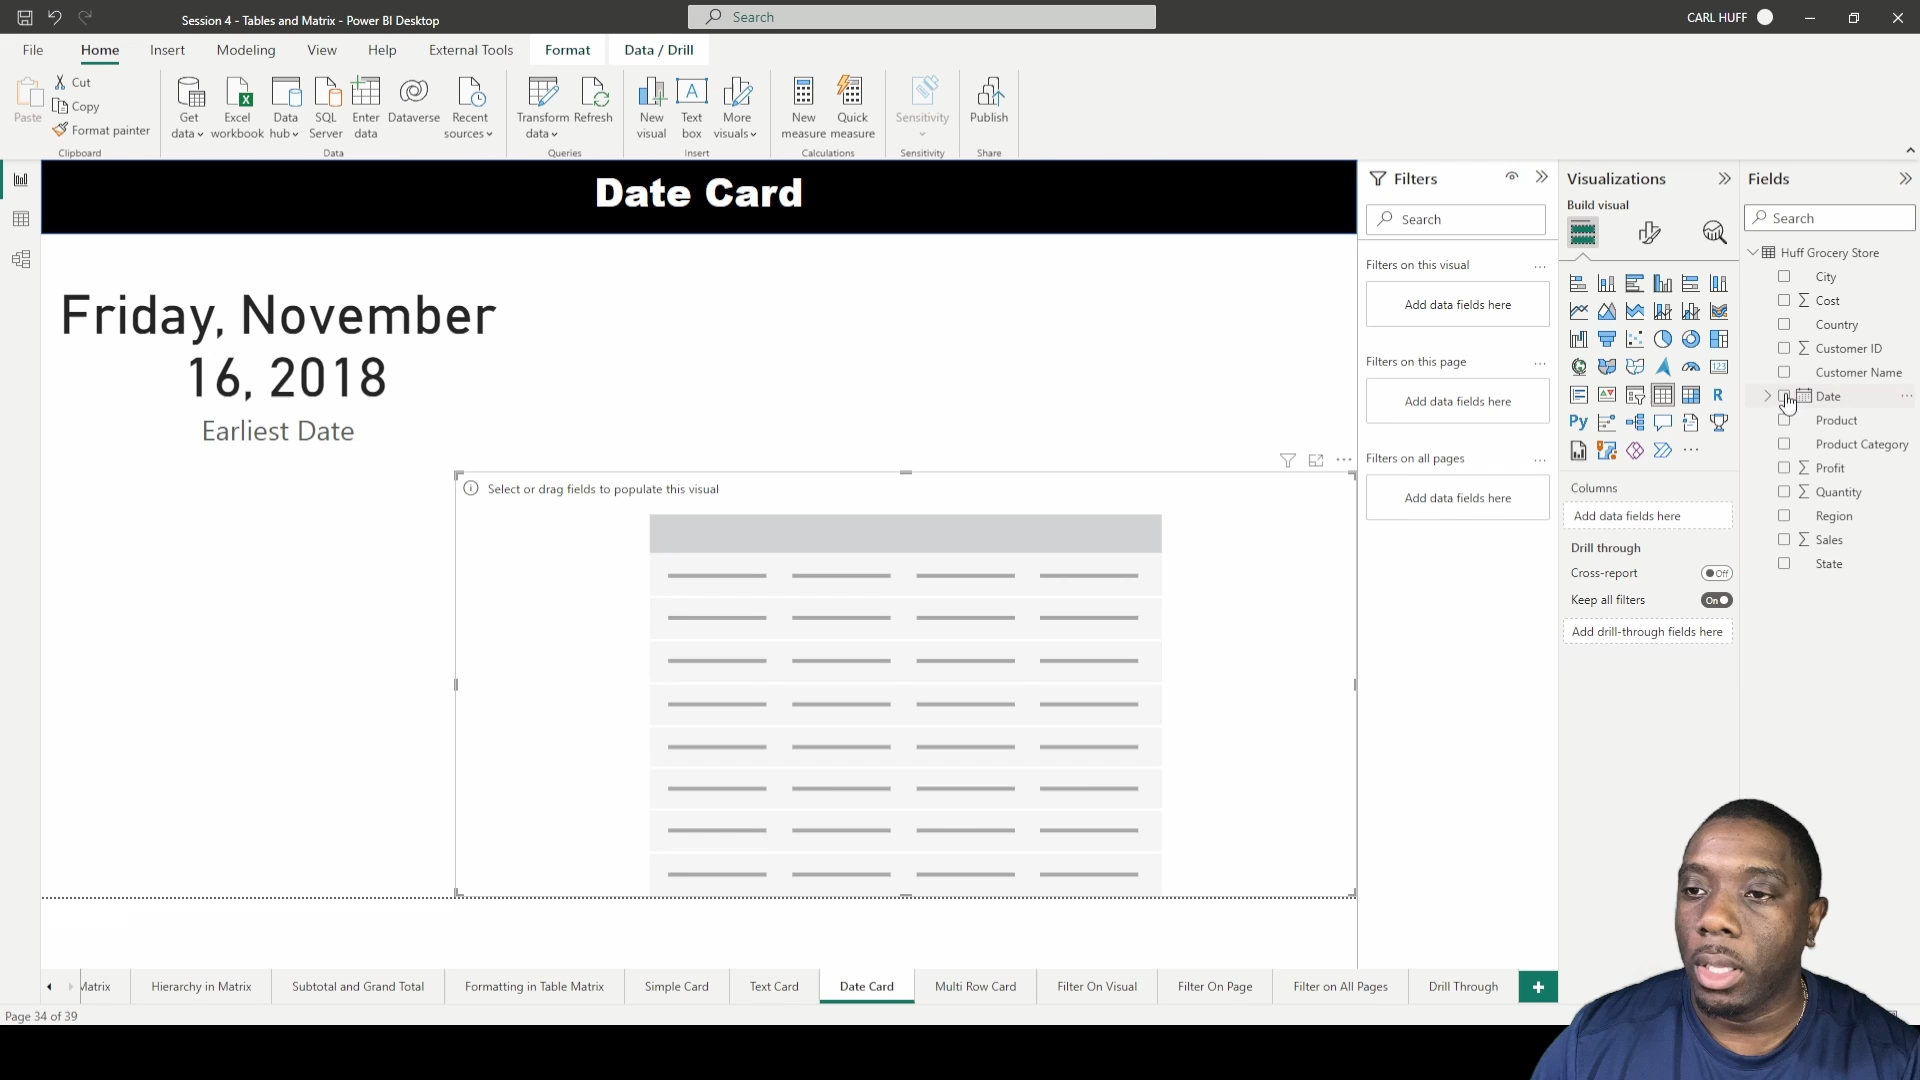 Session 4 - Tables and Matrix - Power BI Desktop
Search
CARL HUFF
File
Home
Insert
Modeling
View
Help
External Tools
Format
Data / Drill
Paste
Cut
Copy
Format painter
Clipboard
Get data
Excel workbook
Data hub
SQL Server
Enter data
Dataverse
Recent sources
Data
Transform data
Refresh
Queries
New visual
Text box
More visuals
Insert
New measure
Quick measure
Calculations
Sensitivity
Sensitivity
Publish
Share
Date Card
Friday, November
16, 2018
Earliest Date
Select or drag fields to populate this visual
Filters
Search
Filters on this visual
Add data fields here
Filters on this page
Add data fields here
Filters on all pages
Add data fields here
Visualizations
Build visual
123
R
Py
Columns
Add data fields here
Drill through
Cross-report
Off
Keep all filters
On
Add drill-through fields here
Fields
Search
Huff Grocery Store
City
Cost
Country
Customer ID
Customer Name
Date
Product
Product Category
Profit
Quantity
Region
Sales
State
Matrix
Hierarchy in Matrix
Subtotal and Grand Total
Formatting in Table Matrix
Simple Card
Text Card
Date Card
Multi Row Card
Filter On Visual
Filter On Page
Filter on All Pages
Drill Through
Page 34 of 39